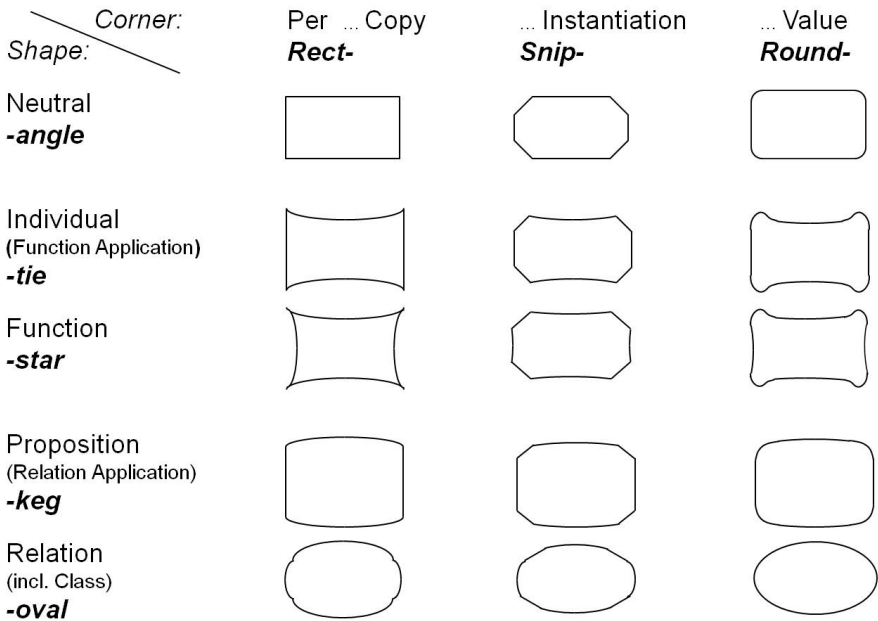 Corner: Per ... Copy ... Instantiation ... Value
Shape: Rect- Snip- Round-
Neutral
-angle
Individual
(Function Application)
-tie
Function
-star
Proposition
(Relation Application)
-keg
Relation
(incl. Class)
-oval